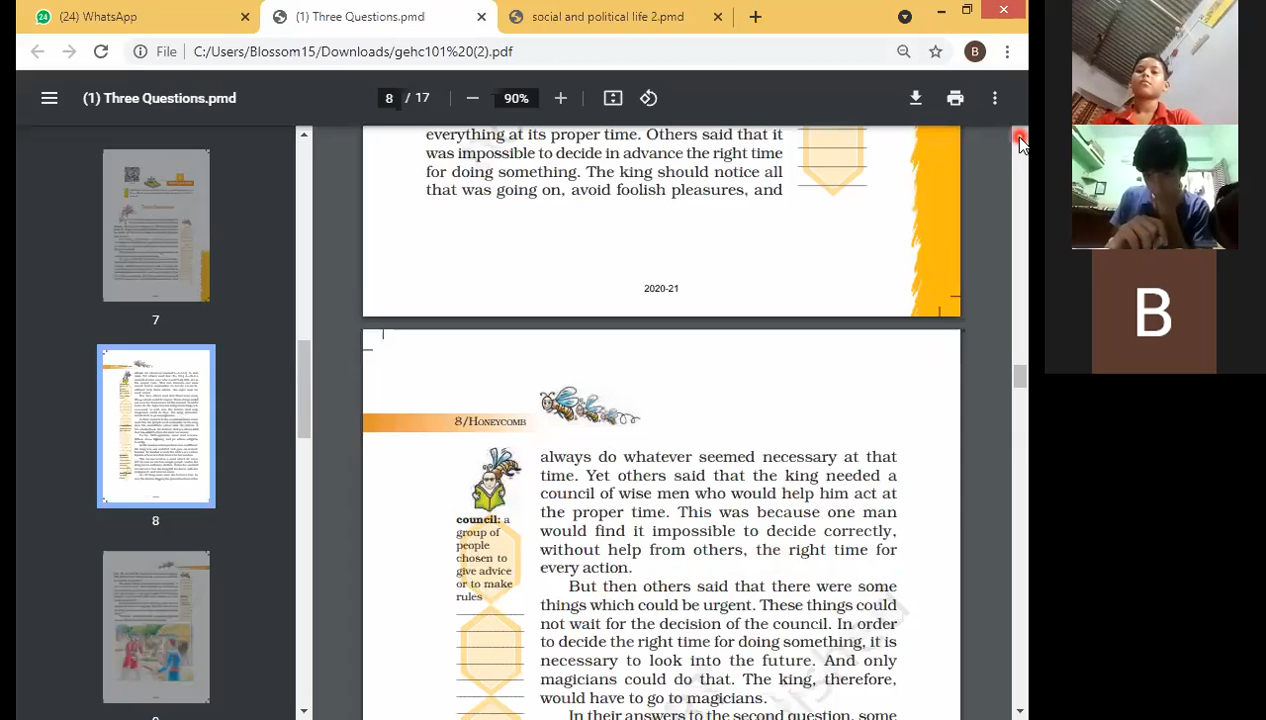 24
(24) WhatsApp
(1) Three Questions.pmd
social and political life 2.pmd
File
C:/Users/Blossom15/Downloads/gehc101%20(2).pdf
B
(1) Three Questions.pmd
8 / 17
90%
everything at its proper time. Others said that it
was impossible to decide in advance the right time
for doing something. The king should notice all
that was going on, avoid foolish pleasures, and
2020-21
7
8
8/HONEYCOMB
always do whatever seemed necessary at that
time. Yet others said that the king needed a
council of wise men who would help him act at
the proper time. This was because one man
would find it impossible to decide correctly,
without help from others, the right time for
every action.
council: a
group of
people
chosen to
give advice
or to make
rules
But then others said that there were some
things which could be urgent. These things could
not wait for the decision of the council. In order
to decide the right time for doing something, it is
necessary to look into the future. And only
magicians could do that. The king, therefore,
would have to go to magicians.
In their answers to the second question, some
B